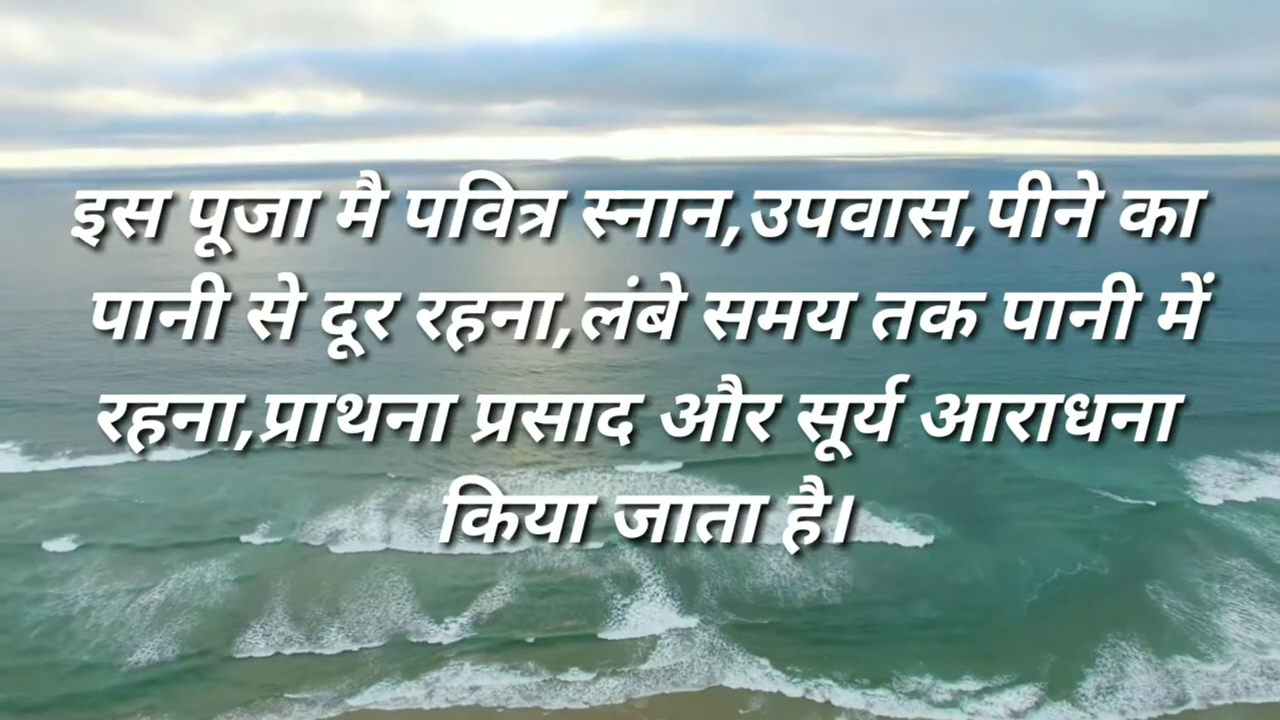 इस पूजा मै पवित्र स्नान,उपवास,पीने का
पानी से दूर रहना,लंबे समय तक पानी में
रहना,प्राथना प्रसाद और सूर्य आराधना
किया जाता है।